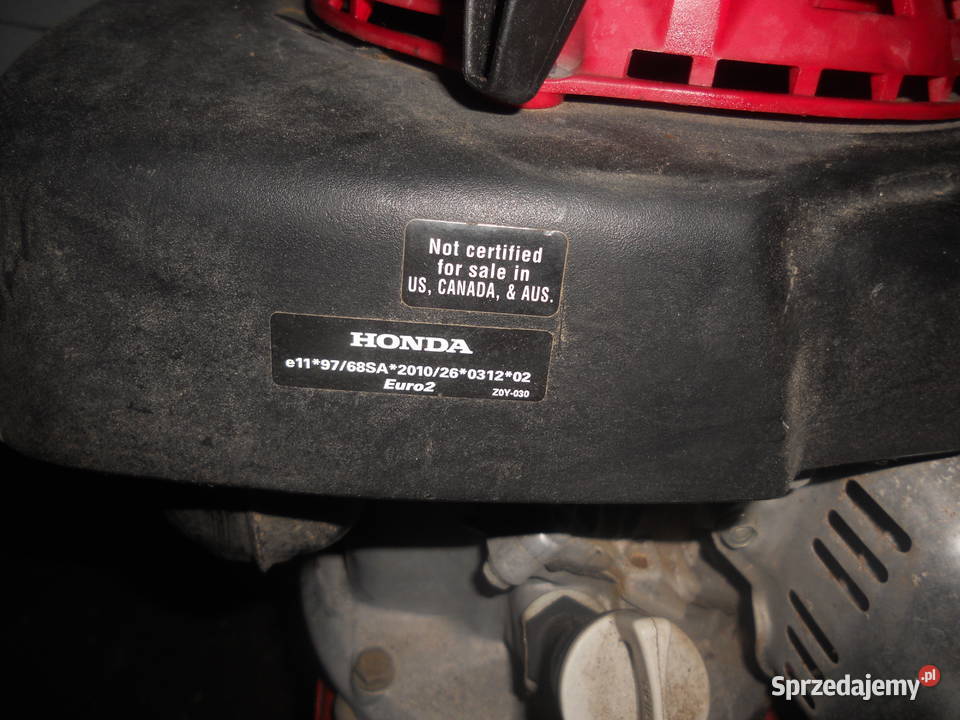 Not certified
for sale in
US, CANADA, & AUS.
HONDA
e11*97/68SA*2010/26*0312*02
Euro2
Z0Y-030
Sprzedajemy.pl